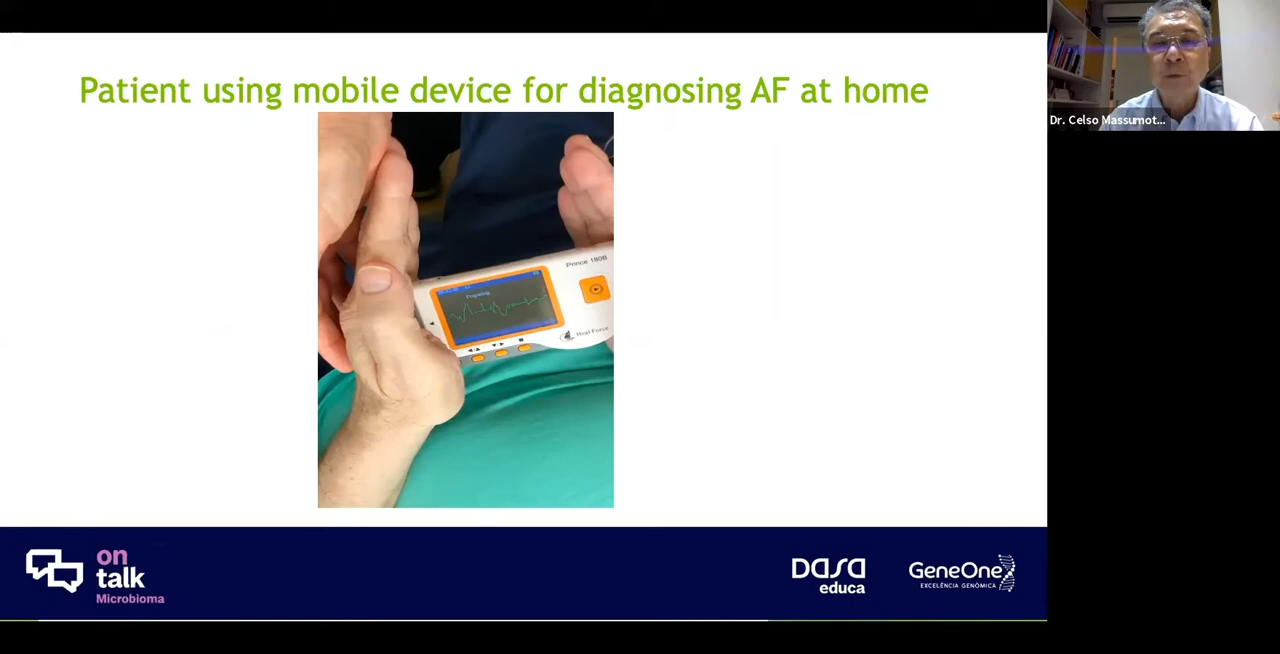 Patient using mobile device for diagnosing AF at home
Dr. Celso Massumot...
Prince 180B
Preparing
Heal Force
on
talk
Microbioma
DASA
educa
GeneOne
EXCELÊNCIA GENÔMICA